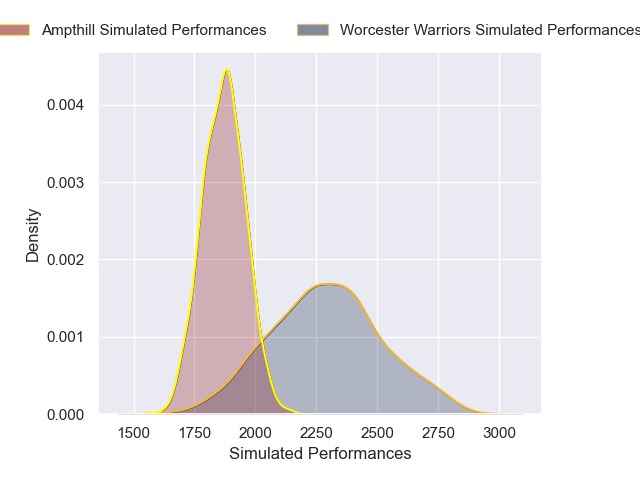 Ampthill Simulated Performances Worcester Warriors Simulated Performances
0.004
0.003
0.002
0.001
0.000
Density
1500 1750 2000 2250 2500 2750 3000
Simulated Performances